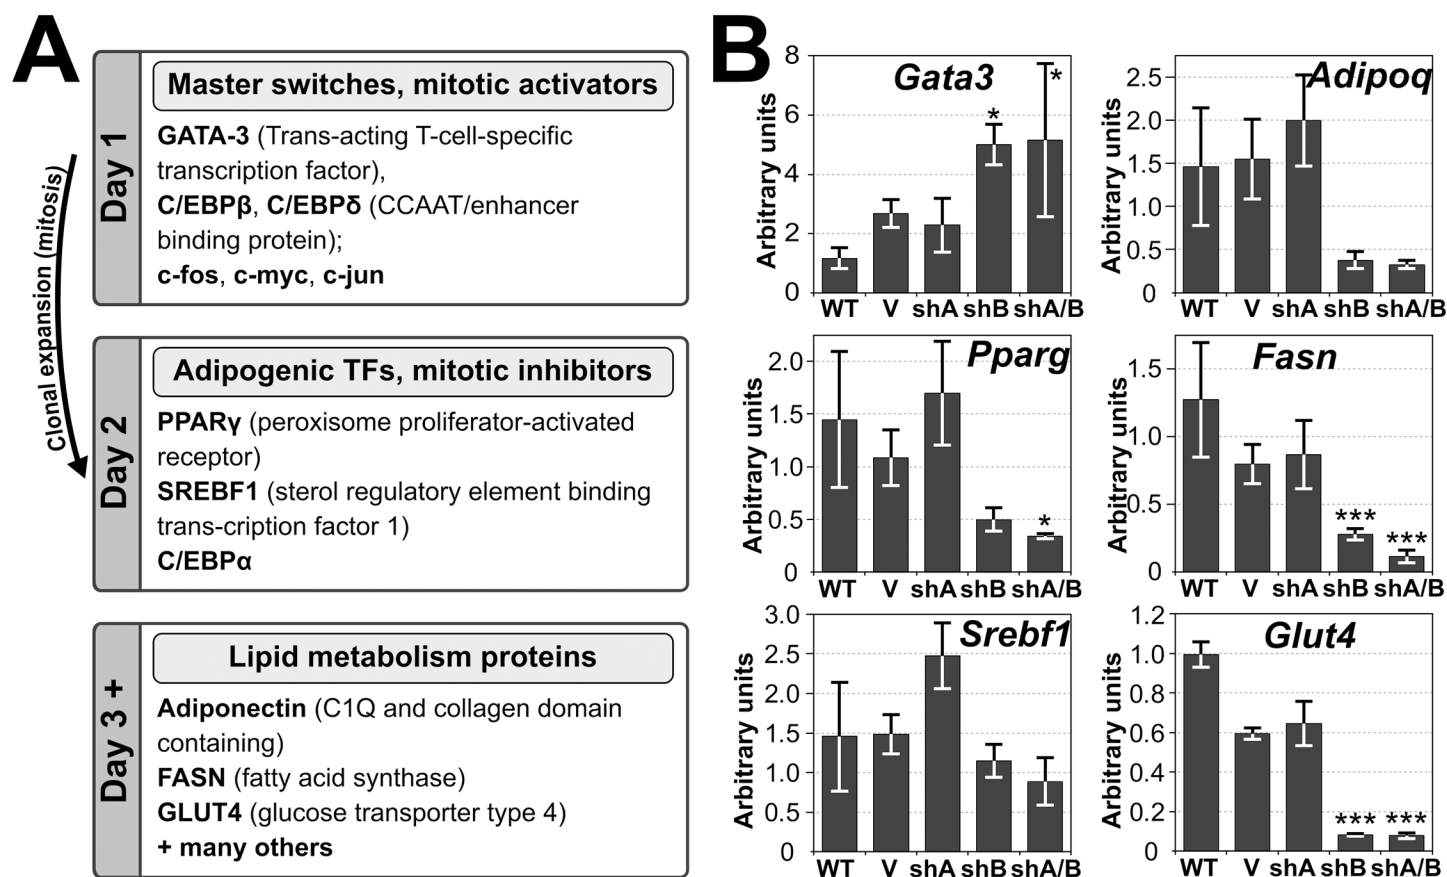 A
Clonal expansion (mitosis)
Day 1
Master switches, mitotic activators
GATA-3 (Trans-acting T-cell-specific
transcription factor),
C/EBPβ, C/EBPδ (CCAAT/enhancer
binding protein);
c-fos, c-myc, c-jun
Day 2
Adipogenic TFs, mitotic inhibitors
PPARγ (peroxisome proliferator-activated
receptor)
SREBF1 (sterol regulatory element binding
trans-cription factor 1)
C/EBPα
Day 3 +
Lipid metabolism proteins
Adiponectin (C1Q and collagen domain
containing)
FASN (fatty acid synthase)
GLUT4 (glucose transporter type 4)
+ many others
B
Gata3
Arbitrary units
8
6
4
2
0
*
*
WT V shA shB shA/B
Adipoq
Arbitrary units
2.5
2.0
1.5
1.0
0.5
0
WT V shA shB shA/B
Pparg
Arbitrary units
2.0
1.5
1.0
0.5
0
*
WT V shA shB shA/B
Fasn
Arbitrary units
1.5
1.0
0.5
0
***
***
WT V shA shB shA/B
Srebf1
Arbitrary units
3.0
2.5
2.0
1.5
1.0
0.5
0
WT V shA shB shA/B
Glut4
Arbitrary units
1.2
1.0
0.8
0.6
0.4
0.2
0
*** ***
WT V shA shB shA/B